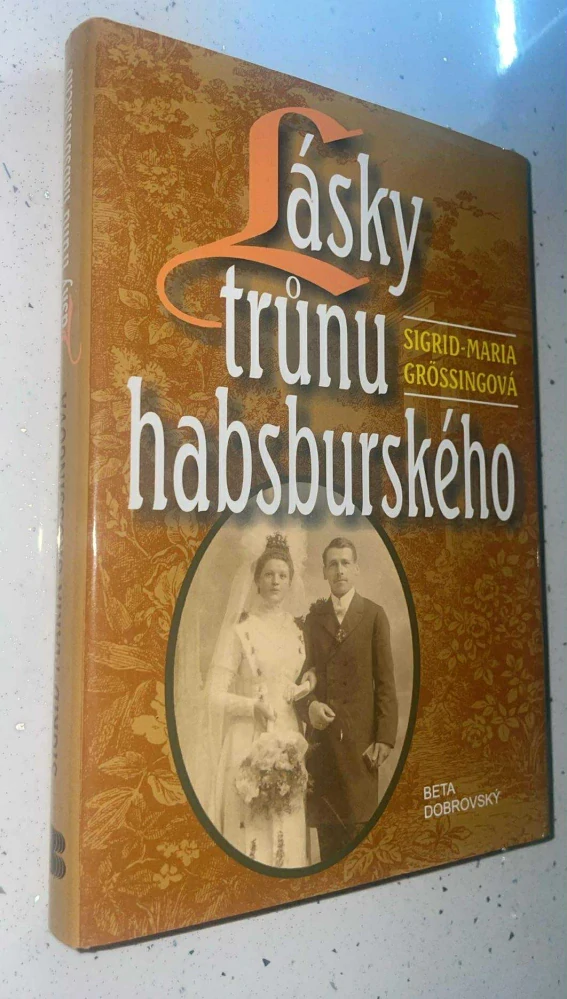 Lásky
trůnu
habsburského
SIGRID-MARIA
GRÖSSINGOVÁ
BETA
DOBROVSKÝ